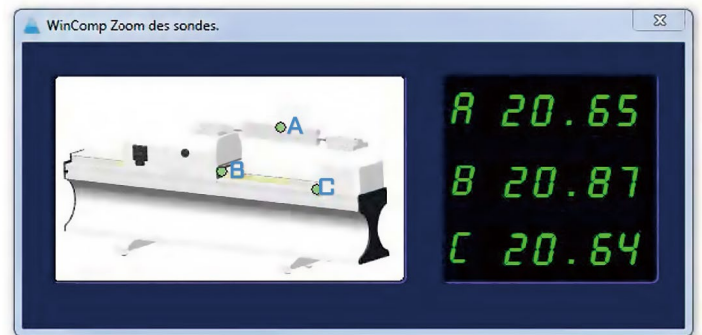 WinComp Zoom des sondes.
A
B
C
A 20.65
B 20.87
C 20.64